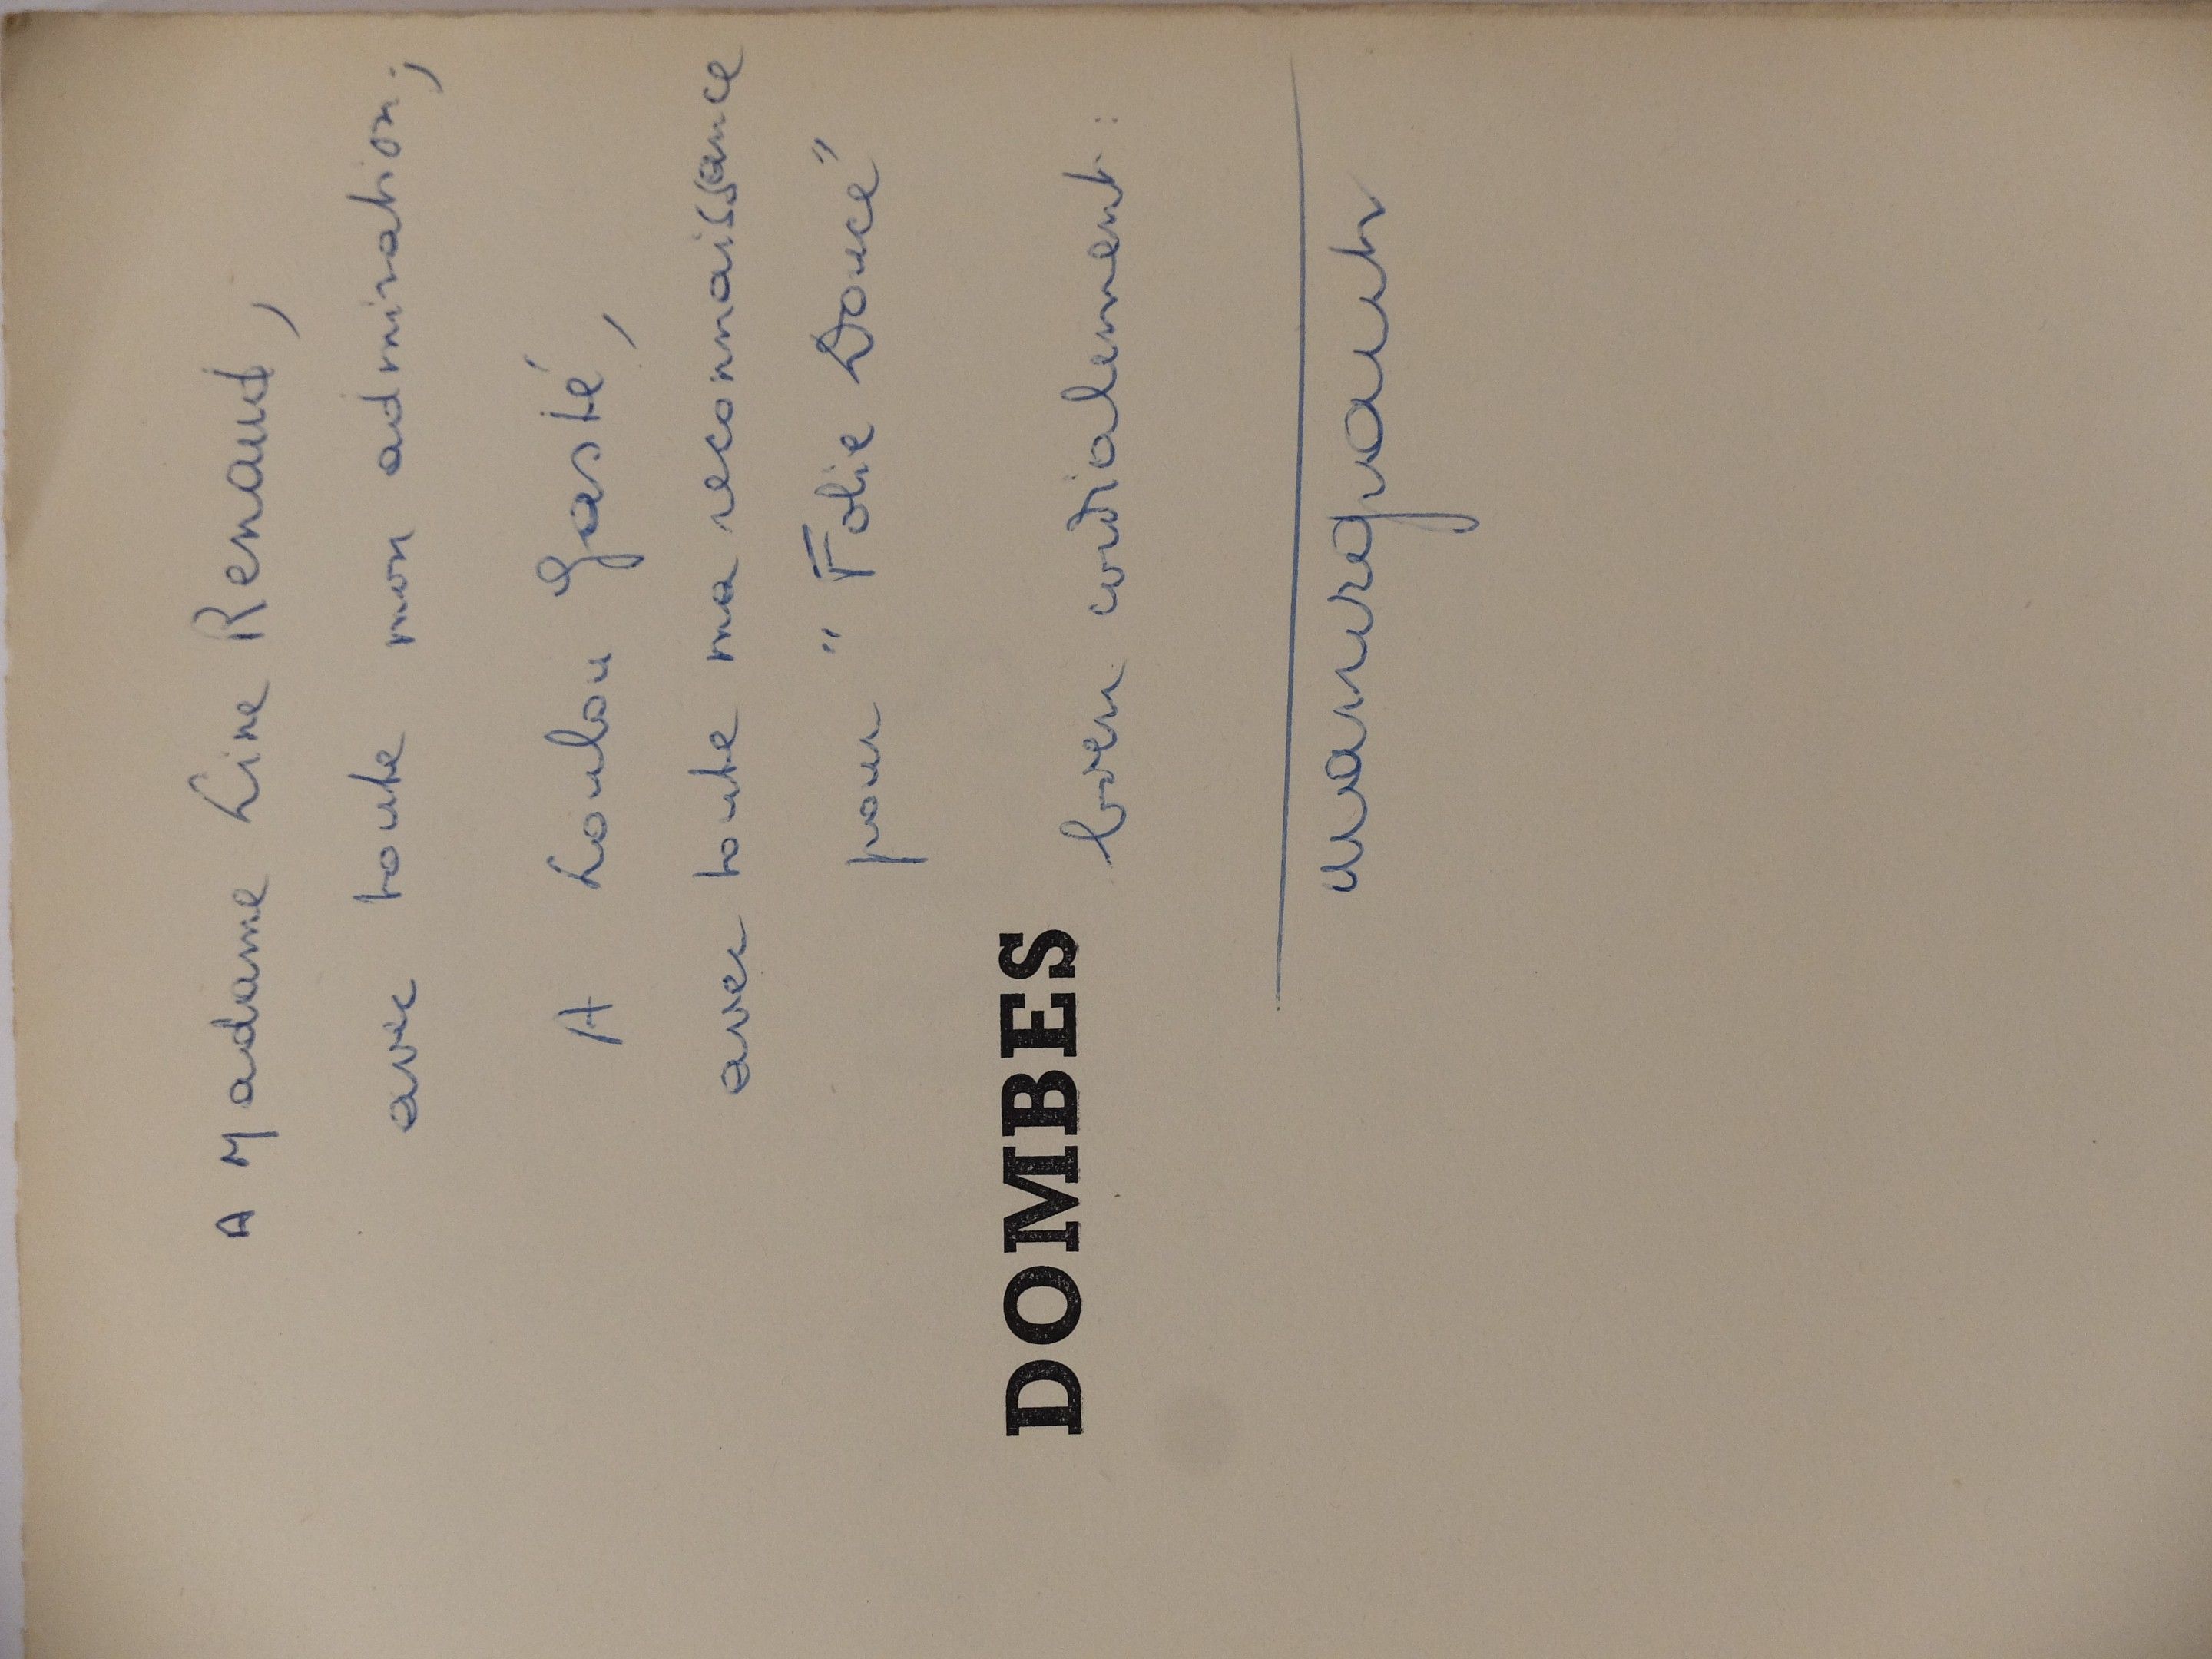 A Madame Line Renaud,
avec toute mon admiration,
A Loulou Gasté,
avec toute ma reconnaissance
pour "Folie Douce"
DOMBES
bien cordialement :